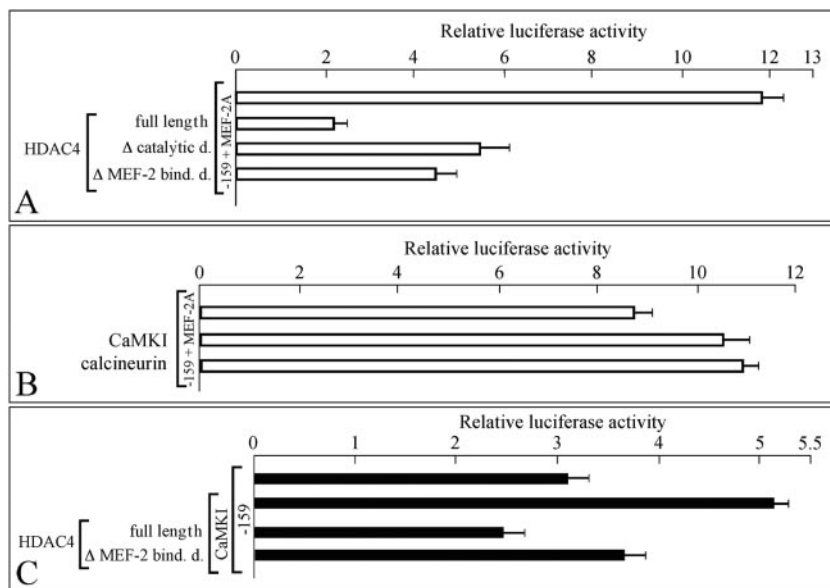 Relative luciferase activity
0 2 4 6 8 10 12 13
-159 + MEF-2A
HDAC4
full length
Δ catalytic d.
Δ MEF-2 bind. d.
A
Relative luciferase activity
0 2 4 6 8 10 12
-159 + MEF-2A
CaMKI
calcineurin
B
Relative luciferase activity
0 1 2 3 4 5 5.5
-159
CaMKI
HDAC4
full length
Δ MEF-2 bind. d.
C